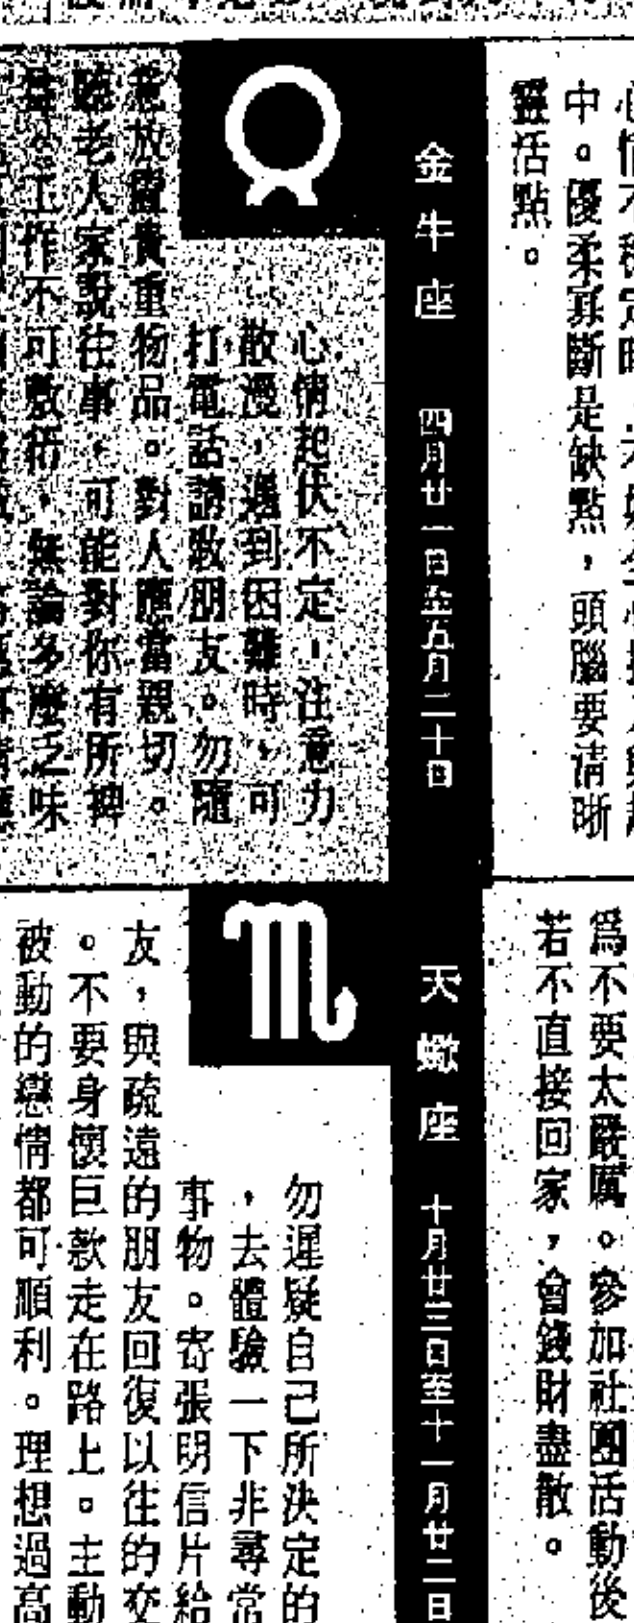 中。優柔寡斷是缺點，頭腦要清晰
靈活點。
金牛座 四月廿一日至五月二十日
心情起伏不定，注意力
散漫，遇到困難時，可
打電話請教朋友。勿隨
意放置貴重物品。對人應當親切。
聽老人家說往事，可能對你有所裨
益。工作不可敷衍，無論多麼乏味
爲不要太嚴厲。參加社團活動後
若不直接回家，會錢財盡散。
天蠍座 十月廿三日至十一月廿二日
勿遲疑自己所決定的
，去體驗一下非尋常
事物。寄張明信片給
友，與疏遠的朋友回復以往的交
。不要身懷巨款走在路上。主動
被動的戀情都可順利。理想過高